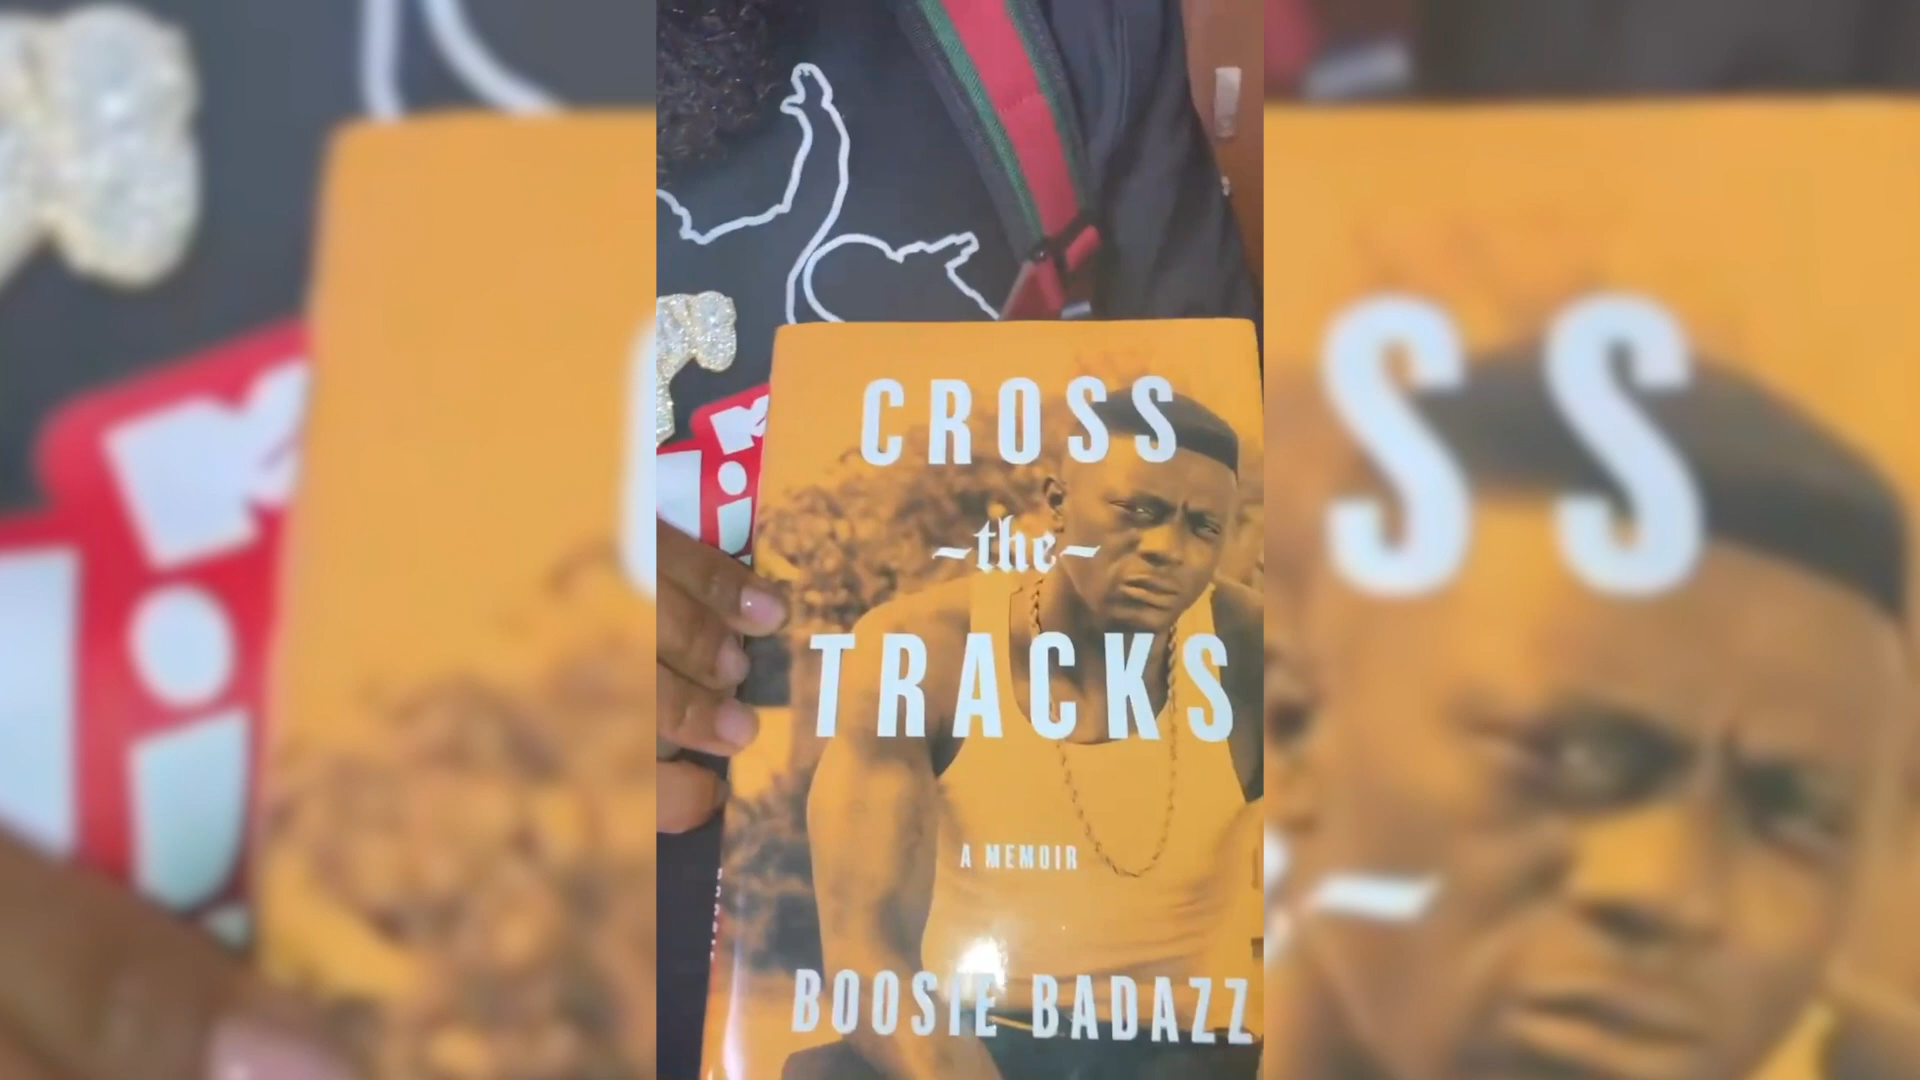 CROSS
~the~
TRACKS
A MEMOIR
BOOSIE BADAZZ